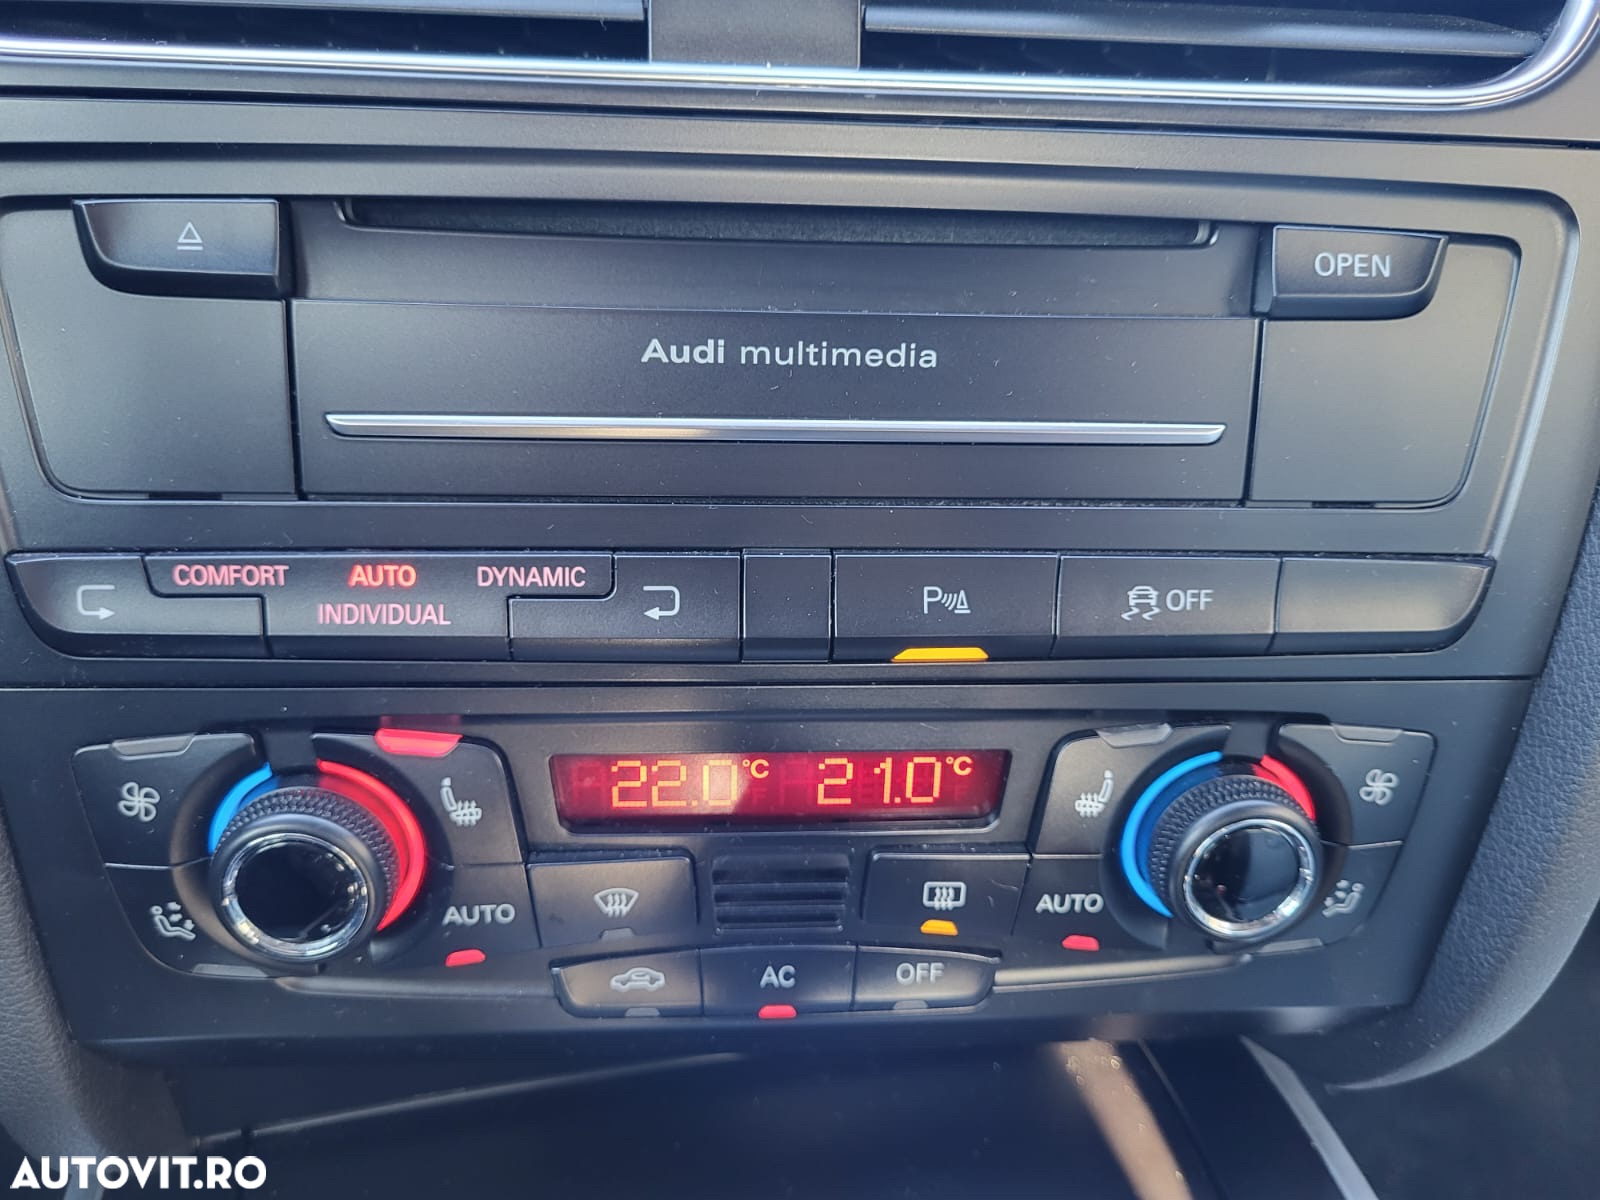 OPEN
Audi multimedia
COMFORT AUTO DYNAMIC
INDIVIDUAL
P OFF
22.0°C 21.0°C
AUTO AUTO
AC OFF
AUTOVIT.RO